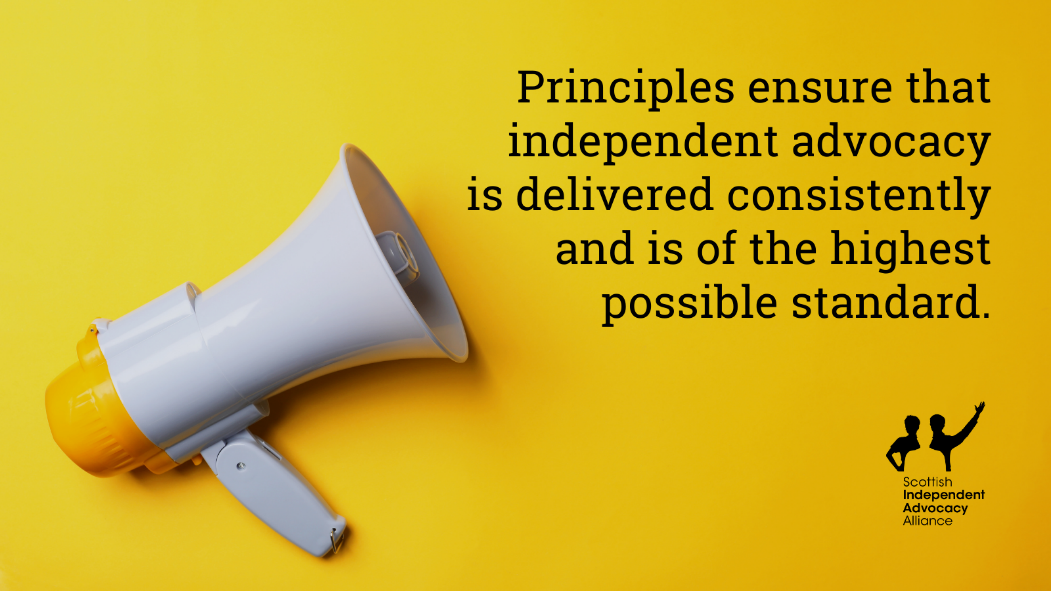 Principles ensure that
independent advocacy
is delivered consistently
and is of the highest
possible standard.
Scottish
Independent
Advocacy
Alliance